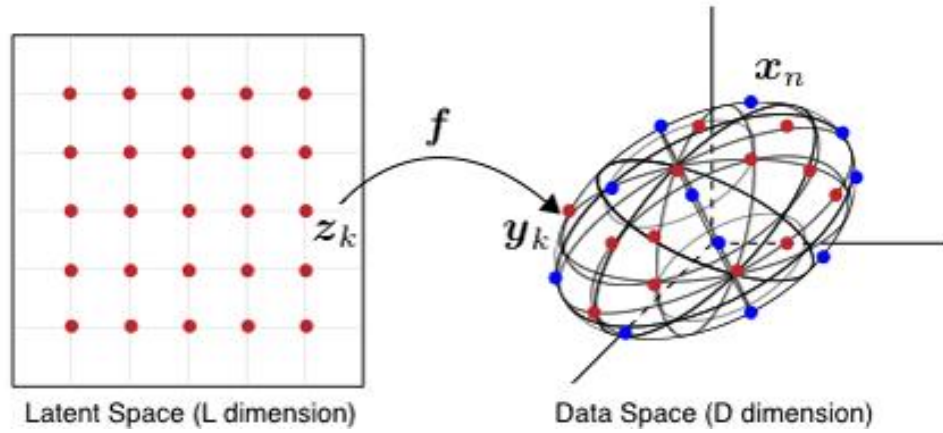 x_n
f
z_k
y_k
Latent Space (L dimension)
Data Space (D dimension)